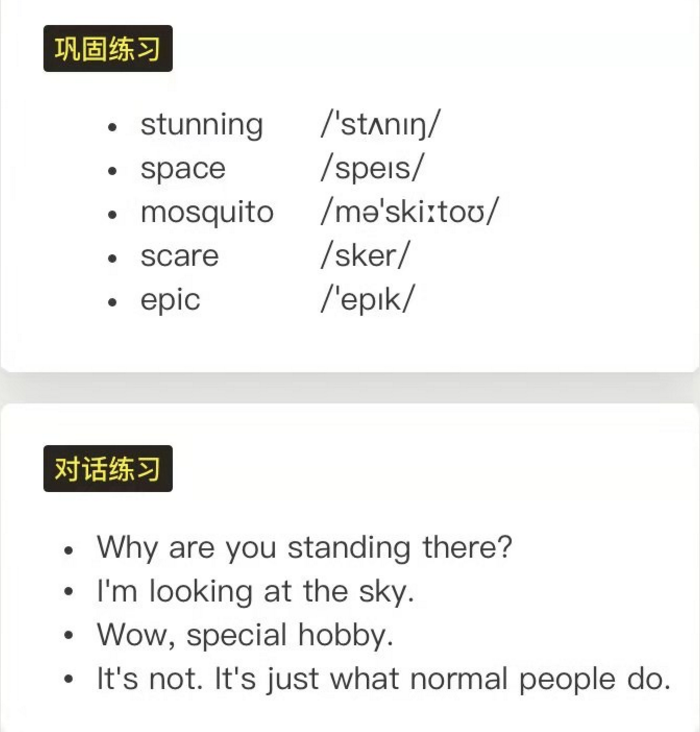 巩固练习
• stunning /ˈstʌnɪŋ/
• space /speɪs/
• mosquito /məˈskiːtoʊ/
• scare /sker/
• epic /ˈepɪk/
对话练习
• Why are you standing there?
• I'm looking at the sky.
• Wow, special hobby.
• It's not. It's just what normal people do.